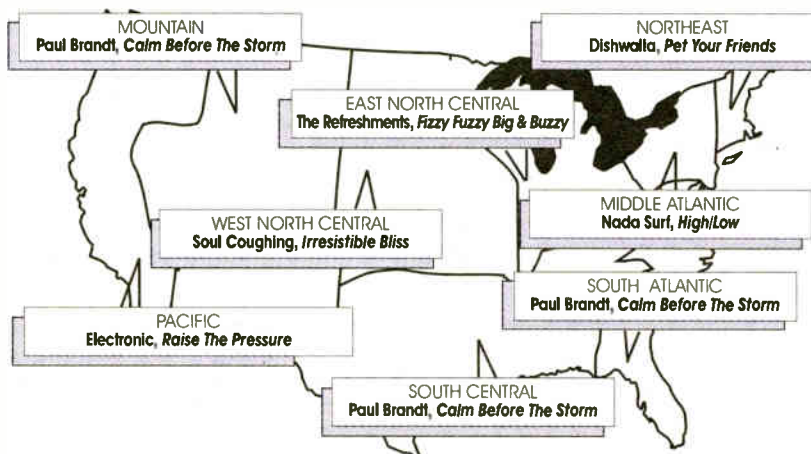 MOUNTAIN
Paul Brandt, Calm Before The Storm
NORTHEAST
Dishwalla, Pet Your Friends
EAST NORTH CENTRAL
The Refreshments, Fizzy Fuzzy Big & Buzzy
MIDDLE ATLANTIC
Nada Surf, High/Low
WEST NORTH CENTRAL
Soul Coughing, Irresistible Bliss
SOUTH ATLANTIC
Paul Brandt, Calm Before The Storm
PACIFIC
Electronic, Raise The Pressure
SOUTH CENTRAL
Paul Brandt, Calm Before The Storm